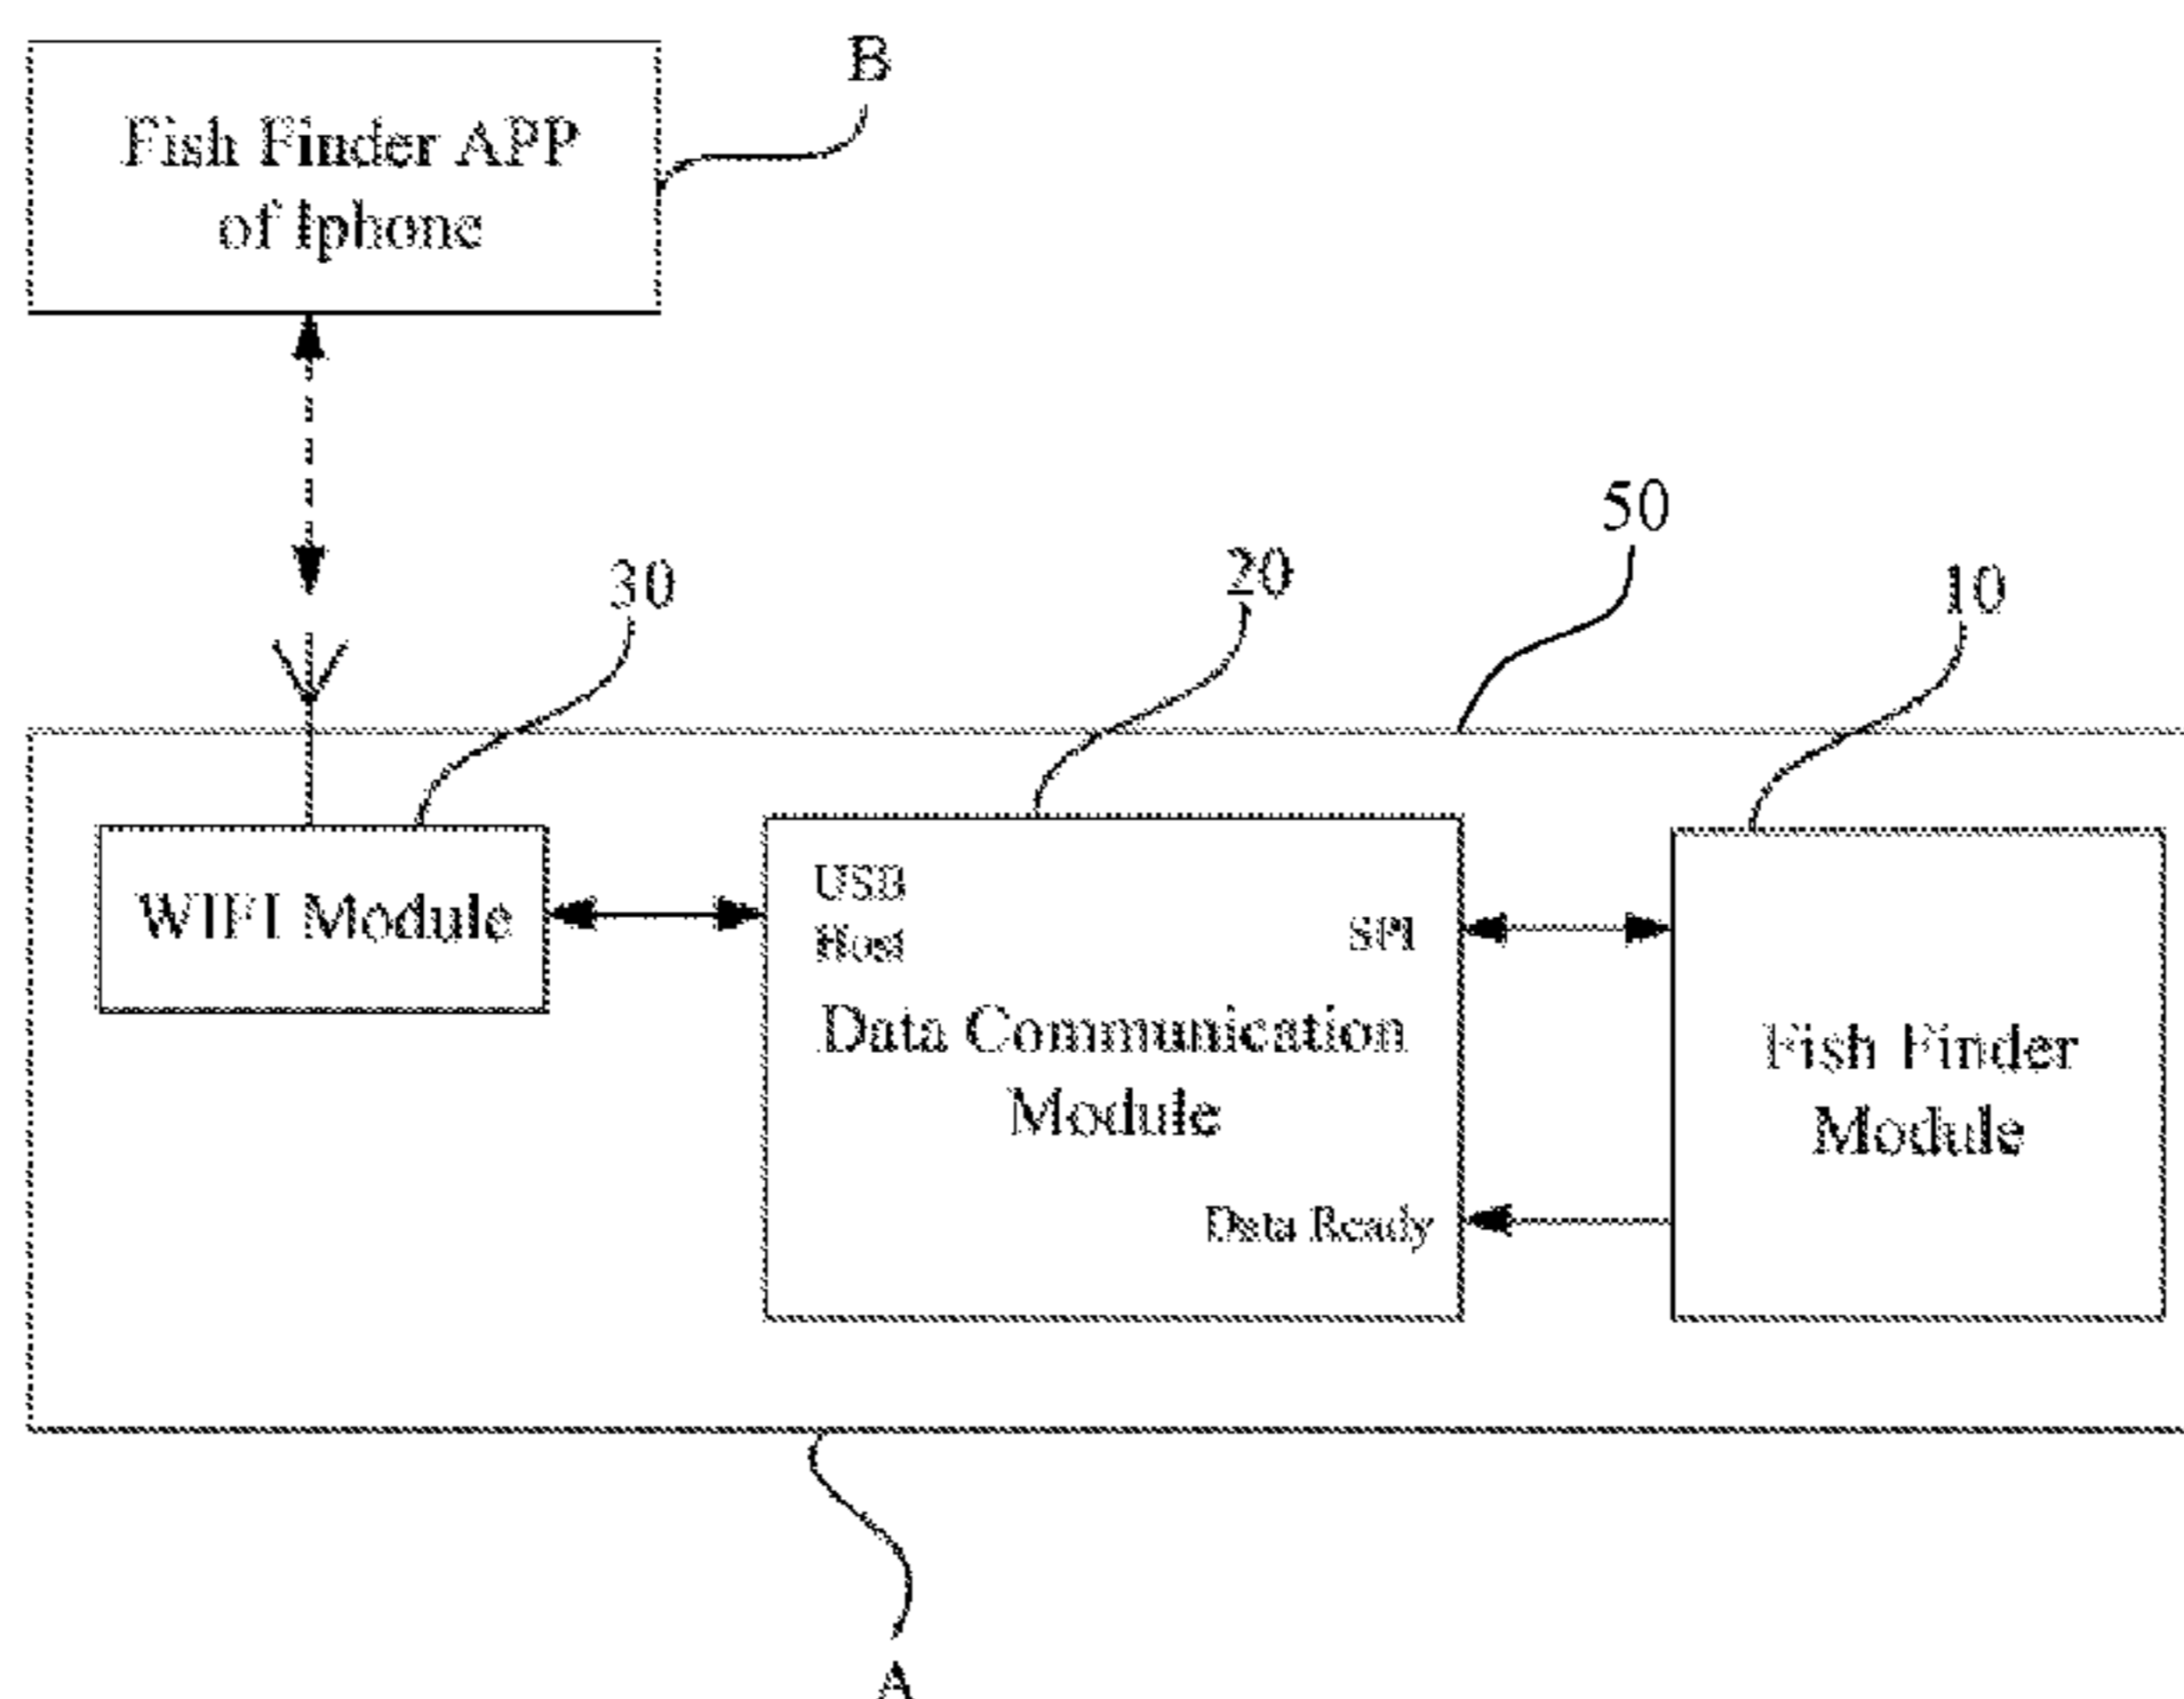 B
Fish Finder APP
of Iphone
50
30
20
10
USB
Host
SPI
WIFI Module
Data Communication
Module
Fish Finder
Module
Data Ready
A